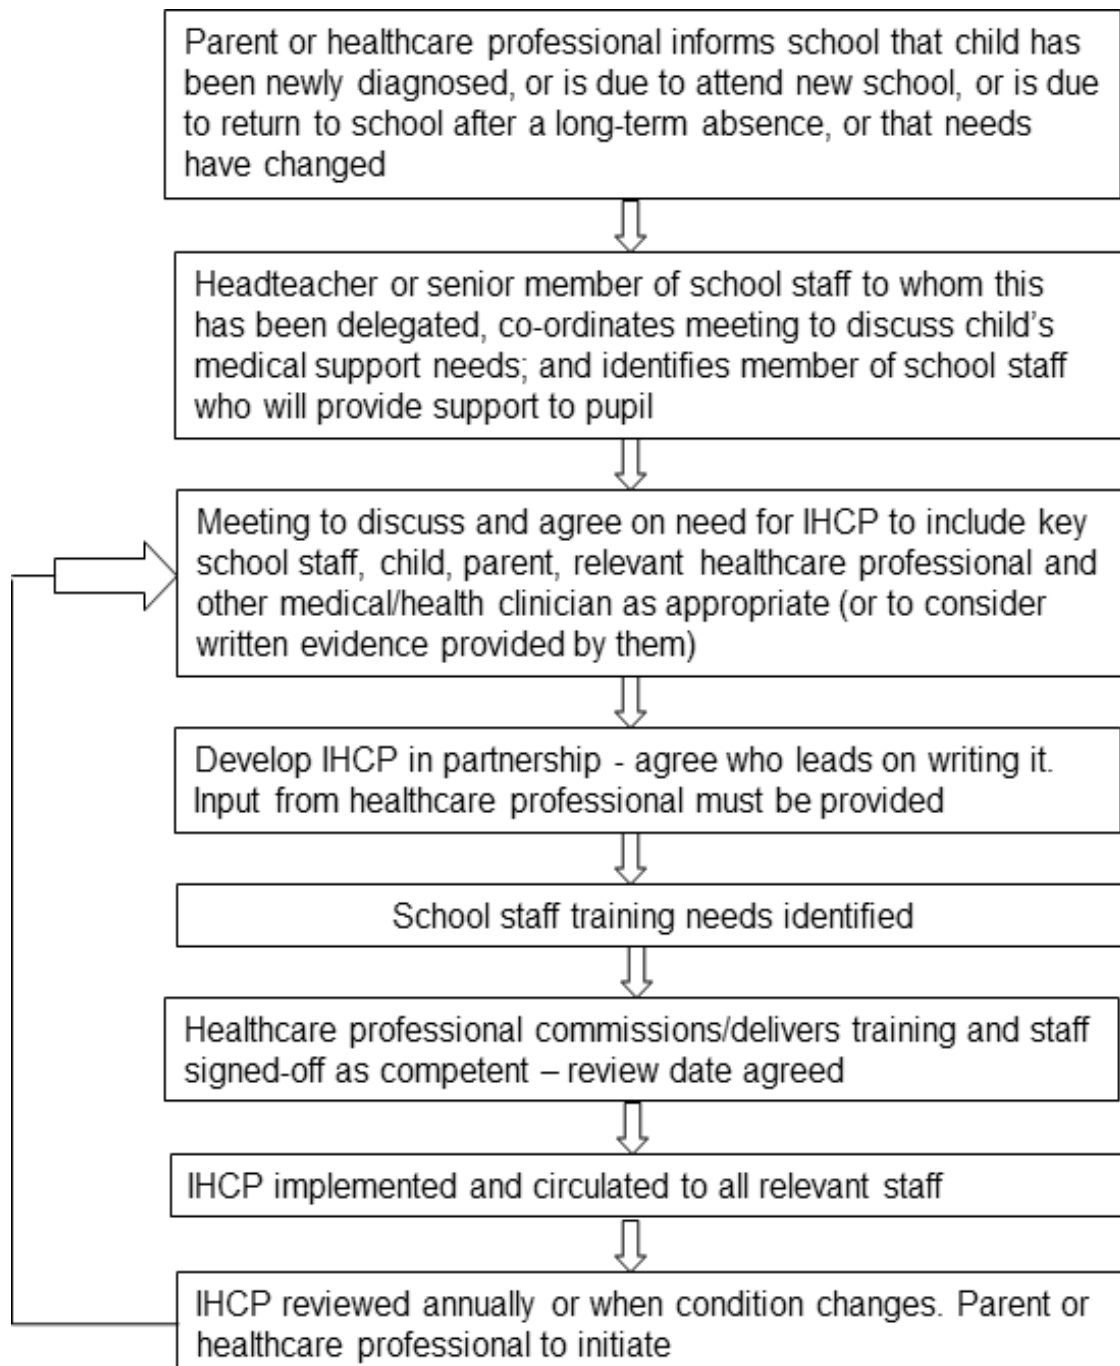 Parent or healthcare professional informs school that child has
been newly diagnosed, or is due to attend new school, or is due
to return to school after a long-term absence, or that needs
have changed
Headteacher or senior member of school staff to whom this
has been delegated, co-ordinates meeting to discuss child's
medical support needs; and identifies member of school staff
who will provide support to pupil
Meeting to discuss and agree on need for IHCP to include key
school staff, child, parent, relevant healthcare professional and
other medical/health clinician as appropriate (or to consider
written evidence provided by them)
Develop IHCP in partnership - agree who leads on writing it.
Input from healthcare professional must be provided
School staff training needs identified
Healthcare professional commissions/delivers training and staff
signed-off as competent – review date agreed
IHCP implemented and circulated to all relevant staff
IHCP reviewed annually or when condition changes. Parent or
healthcare professional to initiate